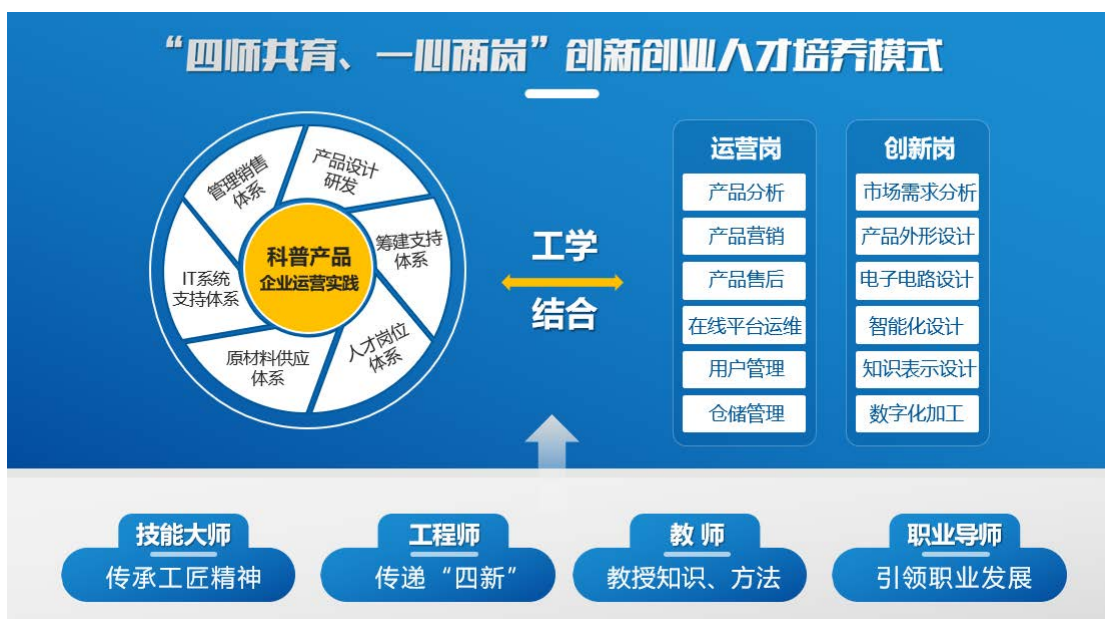 “四师共育、一心两岗”创新创业人才培养模式
管理销售
体系
产品设计
研发
筹建支持
体系
人才岗位
体系
原材料供应
体系
IT系统
支持体系
科普产品
企业运营实践
工学
结合
运营岗
产品分析
产品营销
产品售后
在线平台运维
用户管理
仓储管理
创新岗
市场需求分析
产品外形设计
电子电路设计
智能化设计
知识表示设计
数字化加工
技能大师
传承工匠精神
工程师
传递“四新”
教 师
教授知识、方法
职业导师
引领职业发展